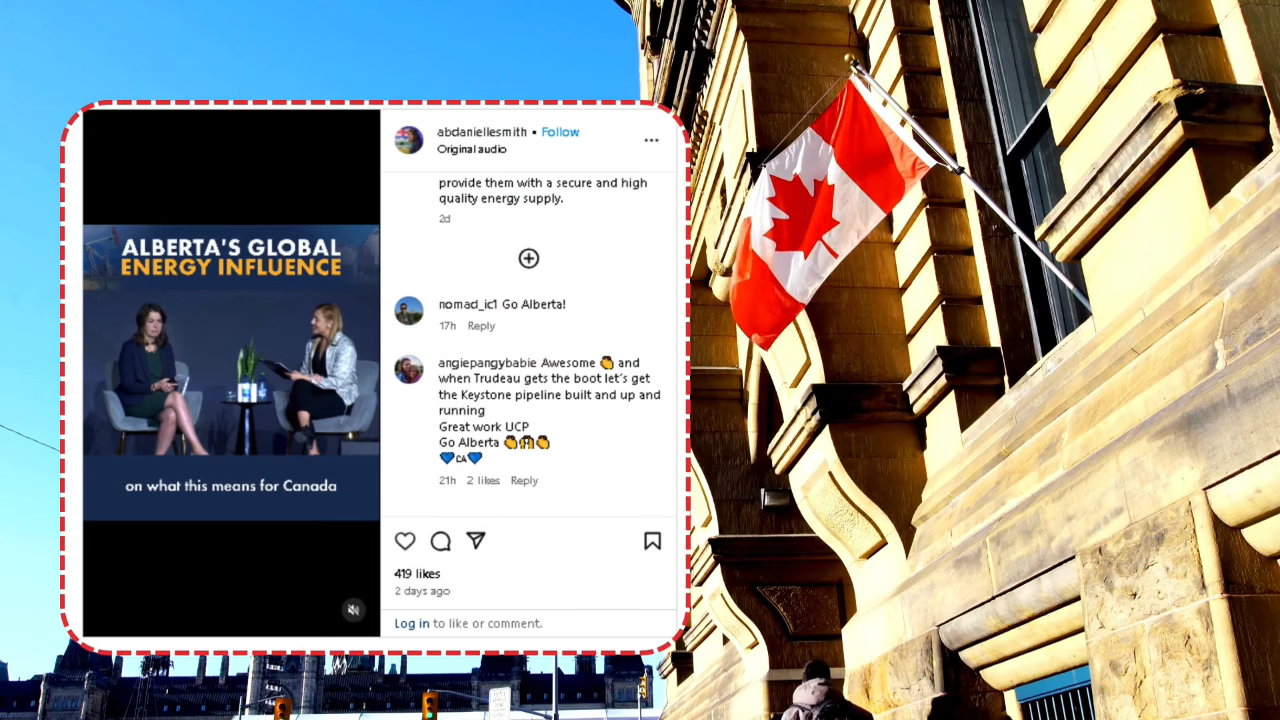 ALBERTA'S GLOBAL
ENERGY INFLUENCE
on what this means for Canada
abdaniellesmith • Follow
Original audio
provide them with a secure and high
quality energy supply.
2d
nomad_ic1 Go Alberta!
17h Reply
angiepangybabie Awesome 👏 and
when Trudeau gets the boot let's get
the Keystone pipeline built and up and
running
Great work UCP
Go Alberta 👏🙌👏
💙🇨🇦💙
21h 2 likes Reply
419 likes
2 days ago
Log in to like or comment.